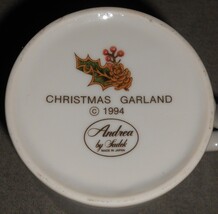 CHRISTMAS GARLAND
© 1994
Andrea
by Sadek
MADE IN JAPAN